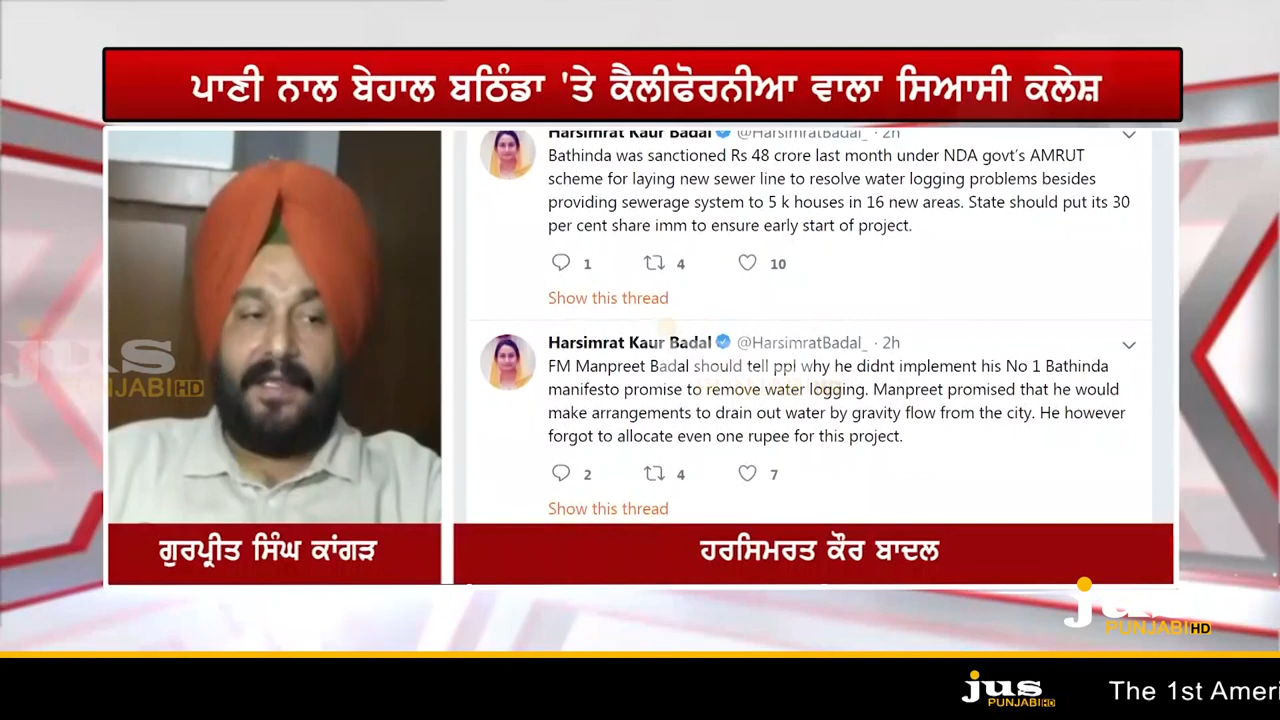 ਪਾਣੀ ਨਾਲ ਬੇਹਾਲ ਬਠਿੰਡਾ 'ਤੇ ਕੈਲੀਫੋਰਨੀਆ ਵਾਲਾ ਸਿਆਸੀ ਕਲੇਸ਼
Harsimrat Kaur Badal @HarsimratBadal_ · 2h
Bathinda was sanctioned Rs 48 crore last month under NDA govt's AMRUT
scheme for laying new sewer line to resolve water logging problems besides
providing sewerage system to 5 k houses in 16 new areas. State should put its 30
per cent share imm to ensure early start of project.
1 4 10
Show this thread
Harsimrat Kaur Badal @HarsimratBadal_ · 2h
FM Manpreet Badal should tell ppl why he didnt implement his No 1 Bathinda
manifesto promise to remove water logging. Manpreet promised that he would
make arrangements to drain out water by gravity flow from the city. He however
forgot to allocate even one rupee for this project.
2 4 7
Show this thread
jus
PUNJABI HD
ਗੁਰਪ੍ਰੀਤ ਸਿੰਘ ਕਾਂਗੜ
ਹਰਸਿਮਰਤ ਕੌਰ ਬਾਦਲ
PUNJABI HD
jus
PUNJABI HD
The 1st Ameri